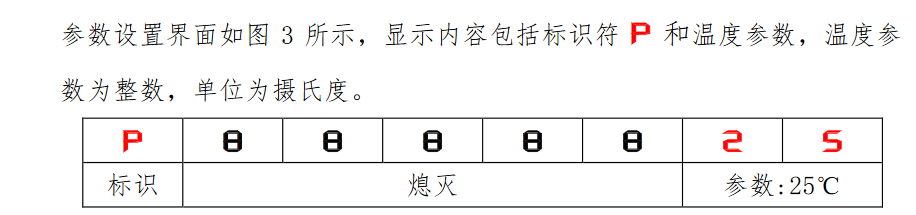 参数设置界面如图 3 所示，显示内容包括标识符 P 和温度参数，温度参
数为整数，单位为摄氏度。
P 8 8 8 8 8 2 5
标识 熄灭 参数:25℃